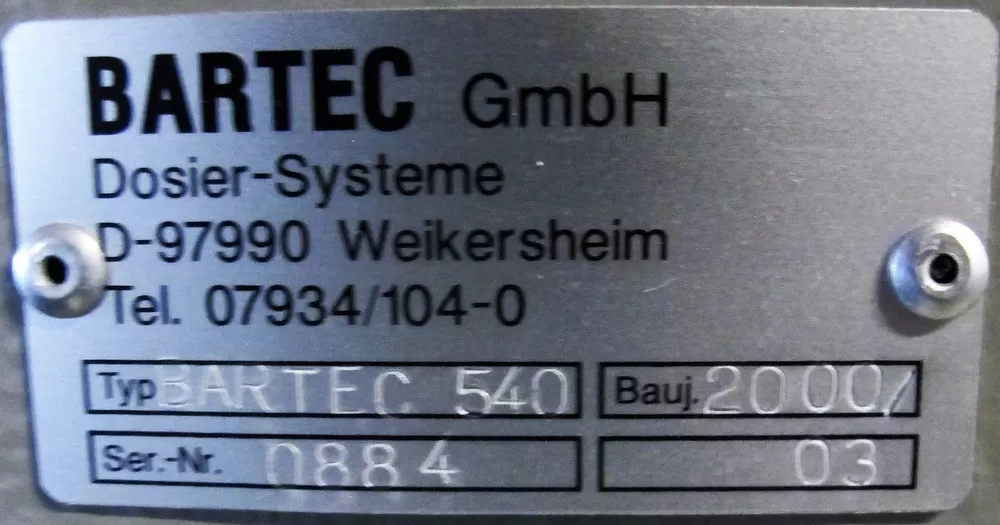 BARTEC GmbH
Dosier-Systeme
D-97990 Weikersheim
Tel. 07934/104-0
Typ BARTEC 540 Bauj. 2000/
Ser.-Nr. 0884 03